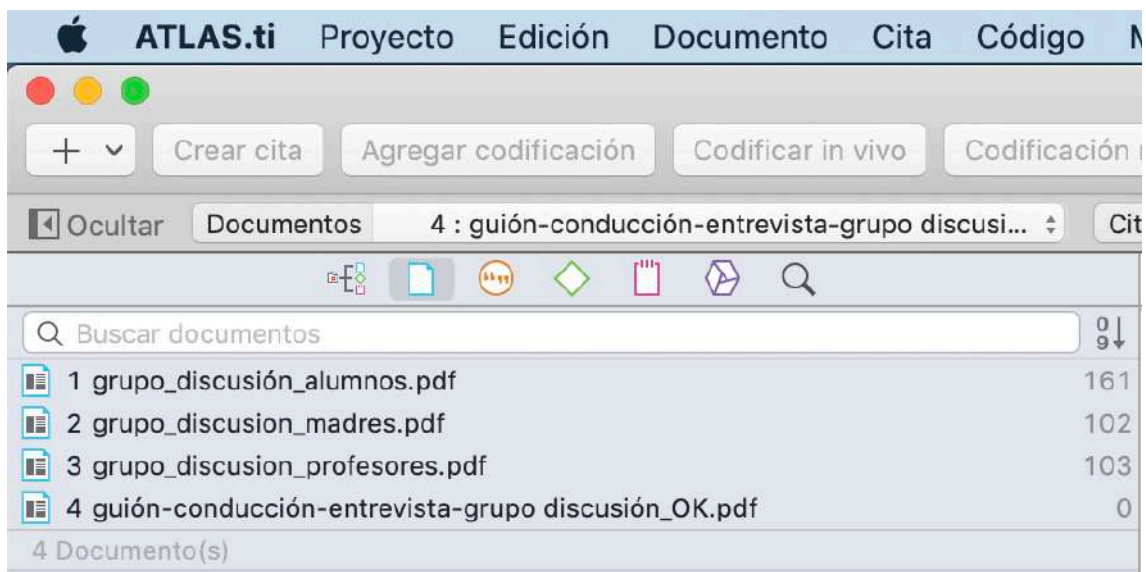 ATLAS.ti Proyecto Edición Documento Cita Código
Crear cita Agregar codificación Codificar in vivo Codificación
Ocultar Documentos 4 : guión-conducción-entrevista-grupo discusi... Cit
Buscar documentos
1 grupo_discusión_alumnos.pdf 161
2 grupo_discusion_madres.pdf 102
3 grupo_discusion_profesores.pdf 103
4 guión-conducción-entrevista-grupo discusión_OK.pdf 0
4 Documento(s)